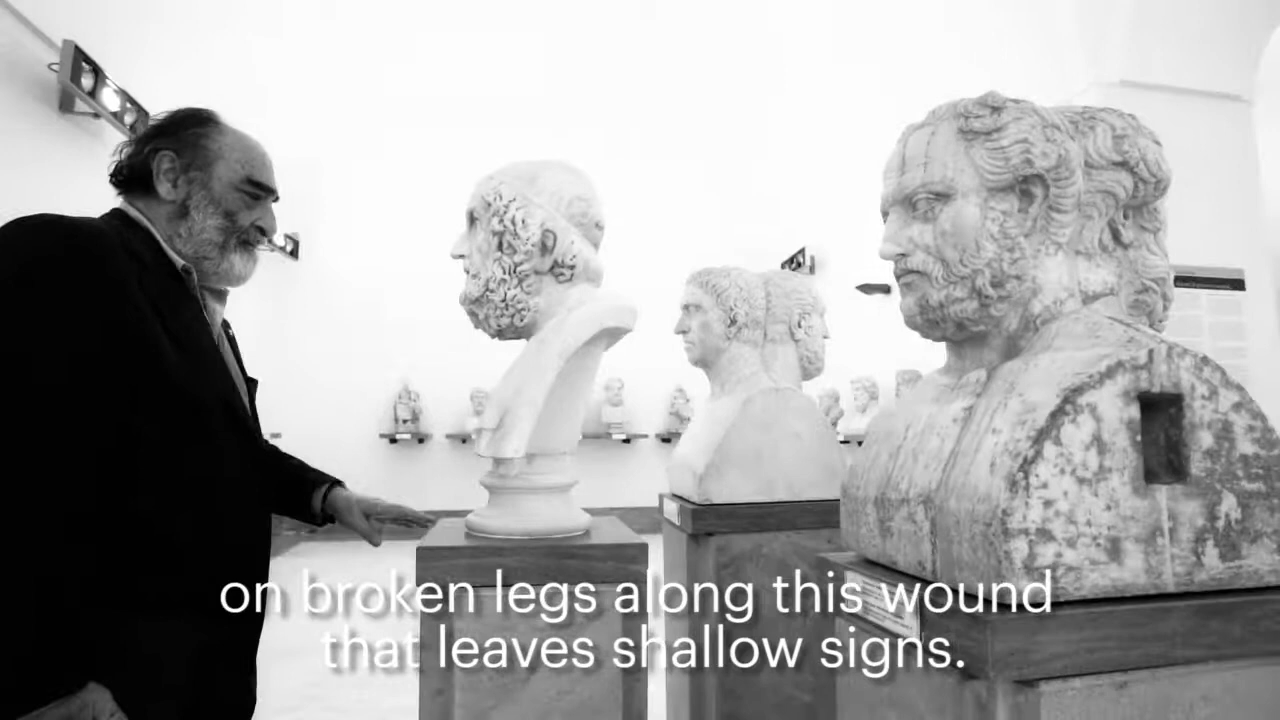 on broken legs along this wound
that leaves shallow signs.